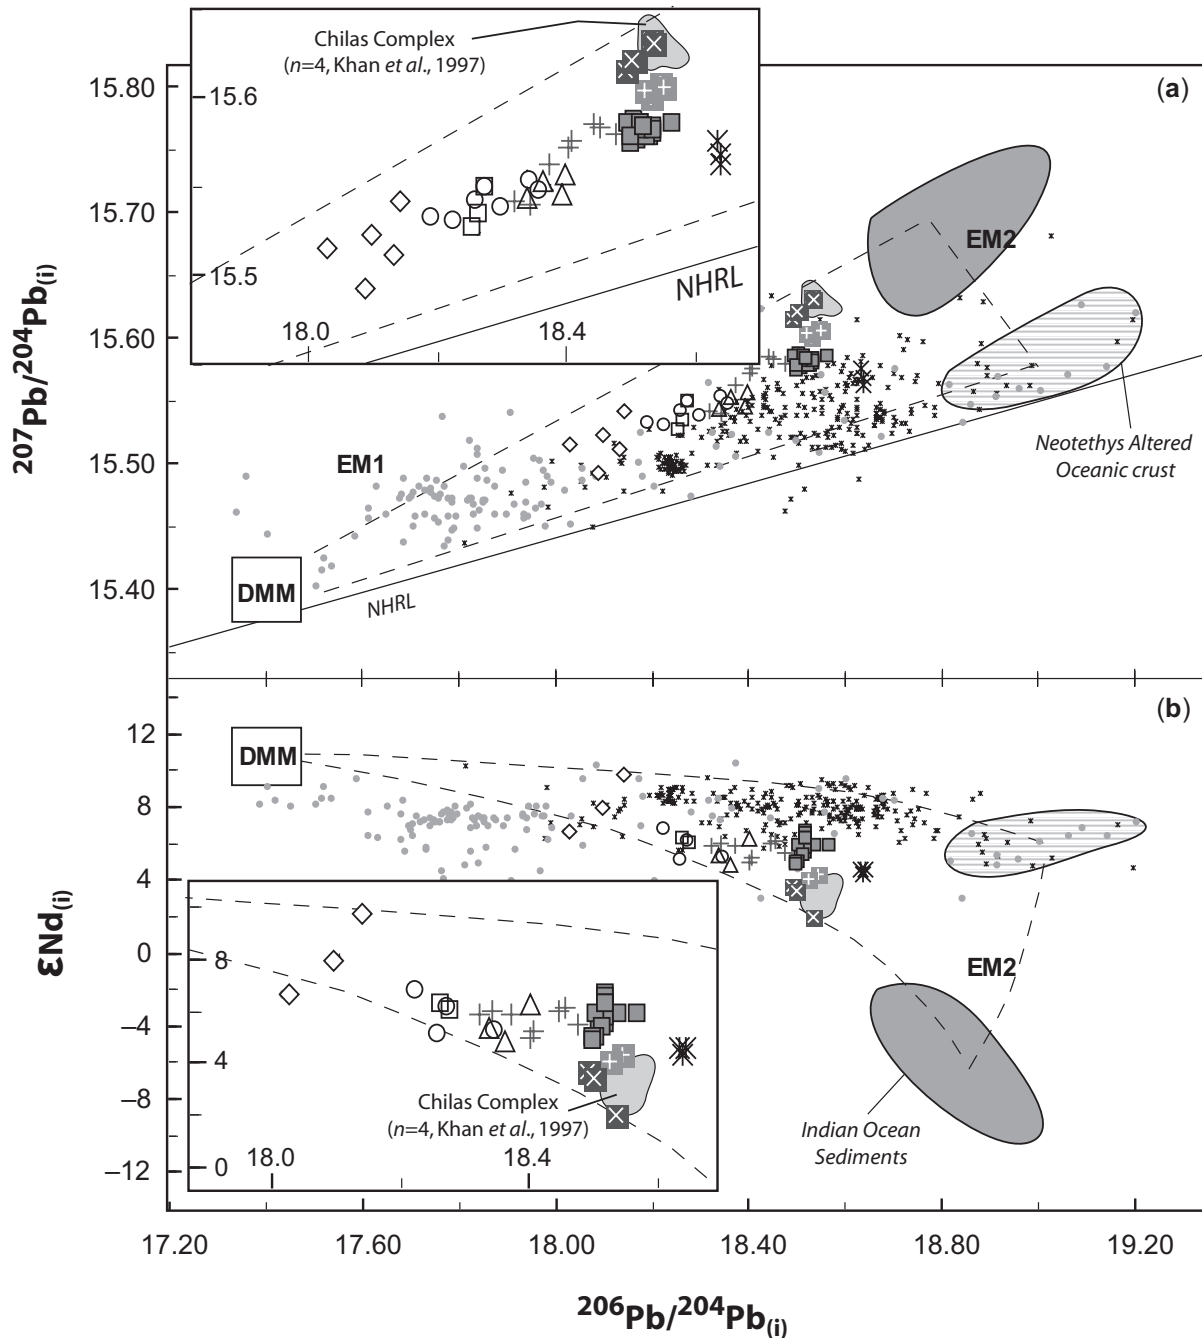 Chilas Complex
(n=4, Khan et al., 1997)
15.6
15.5
18.0
18.4
NHRL
(a)
15.80
15.70
15.60
15.50
15.40
207Pb/204Pb(i)
EM2
EM1
DMM
NHRL
Neotethys Altered
Oceanic crust
(b)
12
8
4
0
−4
−8
−12
εNd(i)
DMM
EM2
8
4
0
18.0
18.4
Chilas Complex
(n=4, Khan et al., 1997)
Indian Ocean
Sediments
17.20
17.60
18.00
18.40
18.80
19.20
206Pb/204Pb(i)